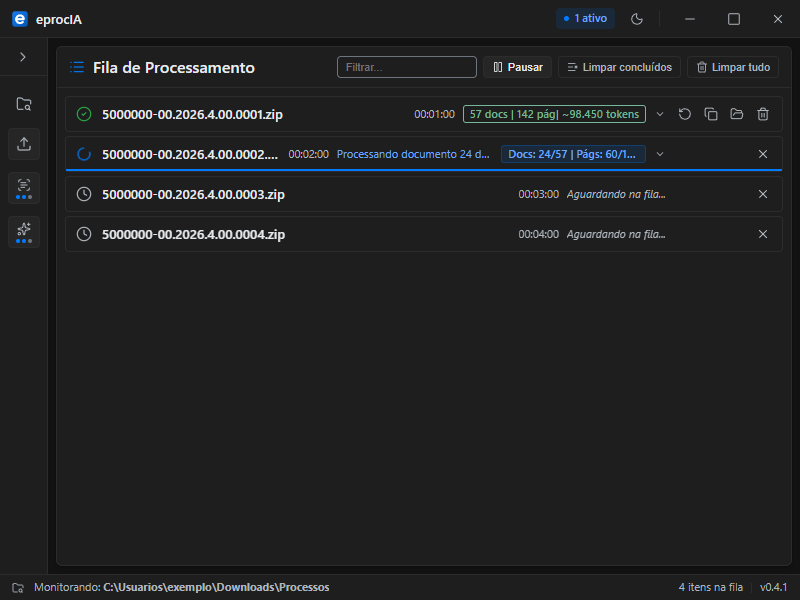 e eprocIA 1 ativo
Fila de Processamento Filtrar... Pausar Limpar concluídos Limpar tudo
5000000-00.2026.4.00.0001.zip 00:01:00 57 docs | 142 pág| ~98.450 tokens
5000000-00.2026.4.00.0002.... 00:02:00 Processando documento 24 d... Docs: 24/57 | Págs: 60/1...
5000000-00.2026.4.00.0003.zip 00:03:00 Aguardando na fila...
5000000-00.2026.4.00.0004.zip 00:04:00 Aguardando na fila...
Monitorando: C:\Usuarios\exemplo\Downloads\Processos 4 itens na fila v0.4.1